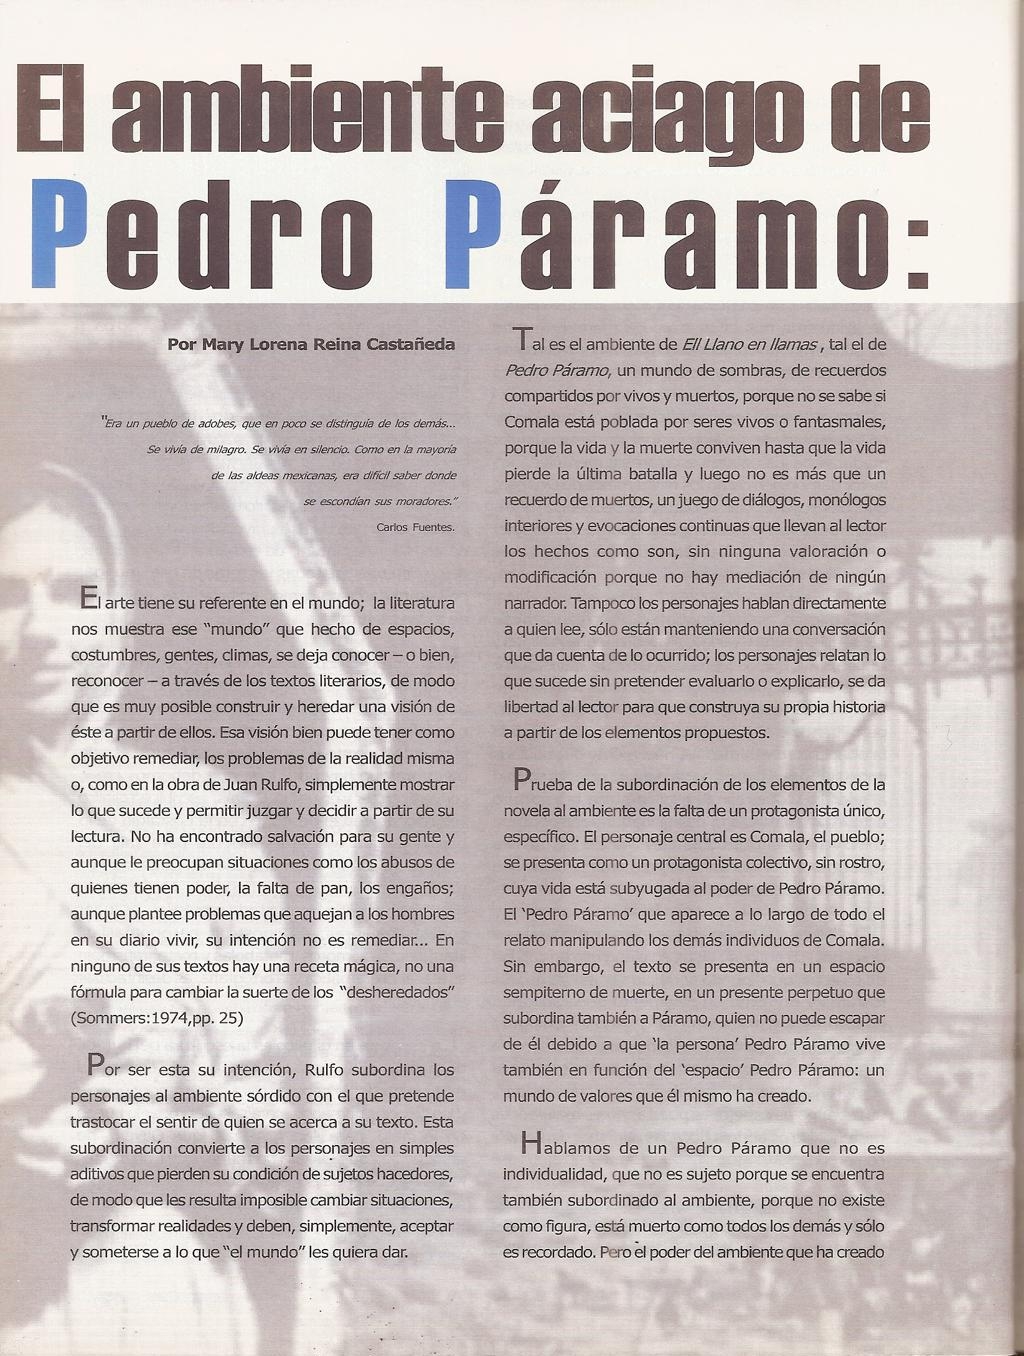 El ambiente aciago de
Pedro Páramo:
Por Mary Lorena Reina Castañeda
"Era un pueblo de adobes, que en poco se distinguía de los demás...
Se vivía de milagro. Se vivía en silencio. Como en la mayoría
de las aldeas mexicanas, era difícil saber donde
se escondían sus moradores."
Carlos Fuentes.
El arte tiene su referente en el mundo; la literatura
nos muestra ese "mundo" que hecho de espacios,
costumbres, gentes, climas, se deja conocer – o bien,
reconocer – a través de los textos literarios, de modo
que es muy posible construir y heredar una visión de
éste a partir de ellos. Esa visión bien puede tener como
objetivo remediar, los problemas de la realidad misma
o, como en la obra de Juan Rulfo, simplemente mostrar
lo que sucede y permitir juzgar y decidir a partir de su
lectura. No ha encontrado salvación para su gente y
aunque le preocupan situaciones como los abusos de
quienes tienen poder, la falta de pan, los engaños;
aunque plantee problemas que aquejan a los hombres
en su diario vivir, su intención no es remediar... En
ninguno de sus textos hay una receta mágica, no una
fórmula para cambiar la suerte de los "desheredados"
(Sommers:1974,pp. 25)
Por ser esta su intención, Rulfo subordina los
personajes al ambiente sórdido con el que pretende
trastocar el sentir de quien se acerca a su texto. Esta
subordinación convierte a los personajes en simples
aditivos que pierden su condición de sujetos hacedores,
de modo que les resulta imposible cambiar situaciones,
transformar realidades y deben, simplemente, aceptar
y someterse a lo que "el mundo" les quiera dar.
Tal es el ambiente de Ell Llano en llamas, tal el de
Pedro Páramo, un mundo de sombras, de recuerdos
compartidos por vivos y muertos, porque no se sabe si
Comala está poblada por seres vivos o fantasmales,
porque la vida y la muerte conviven hasta que la vida
pierde la última batalla y luego no es más que un
recuerdo de muertos, un juego de diálogos, monólogos
interiores y evocaciones continuas que llevan al lector
los hechos como son, sin ninguna valoración o
modificación porque no hay mediación de ningún
narrador. Tampoco los personajes hablan directamente
a quien lee, sólo están manteniendo una conversación
que da cuenta de lo ocurrido; los personajes relatan lo
que sucede sin pretender evaluarlo o explicarlo, se da
libertad al lector para que construya su propia historia
a partir de los elementos propuestos.
Prueba de la subordinación de los elementos de la
novela al ambiente es la falta de un protagonista único,
específico. El personaje central es Comala, el pueblo;
se presenta como un protagonista colectivo, sin rostro,
cuya vida está subyugada al poder de Pedro Páramo.
El 'Pedro Páramo' que aparece a lo largo de todo el
relato manipulando los demás individuos de Comala.
Sin embargo, el texto se presenta en un espacio
sempiterno de muerte, en un presente perpetuo que
subordina también a Páramo, quien no puede escapar
de él debido a que 'la persona' Pedro Páramo vive
también en función del 'espacio' Pedro Páramo: un
mundo de valores que él mismo ha creado.
Hablamos de un Pedro Páramo que no es
individualidad, que no es sujeto porque se encuentra
también subordinado al ambiente, porque no existe
como figura, está muerto como todos los demás y sólo
es recordado. Pero el poder del ambiente que ha creado